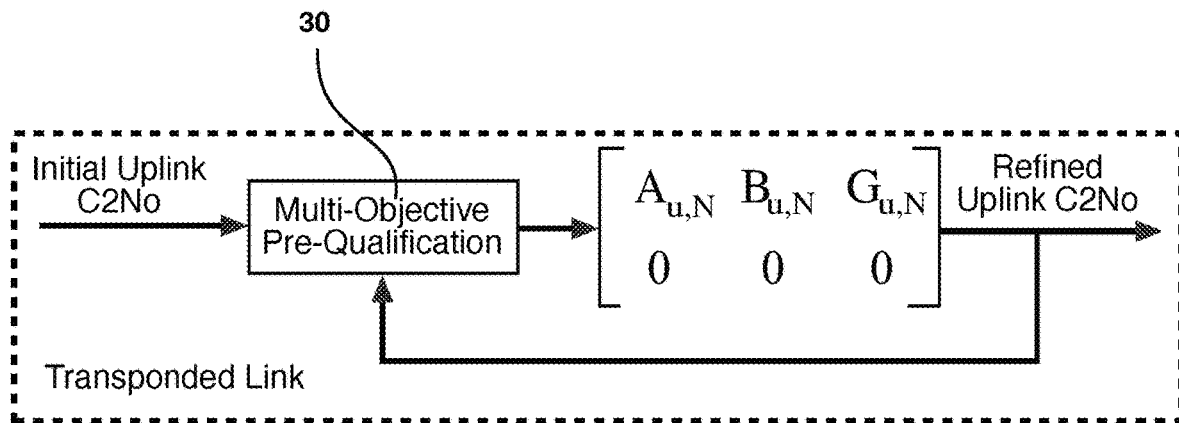 30
Initial Uplink
C2No
Multi-Objective
Pre-Qualification
A_{u,N} B_{u,N} G_{u,N}
0 0 0
Refined
Uplink C2No
Transponded Link